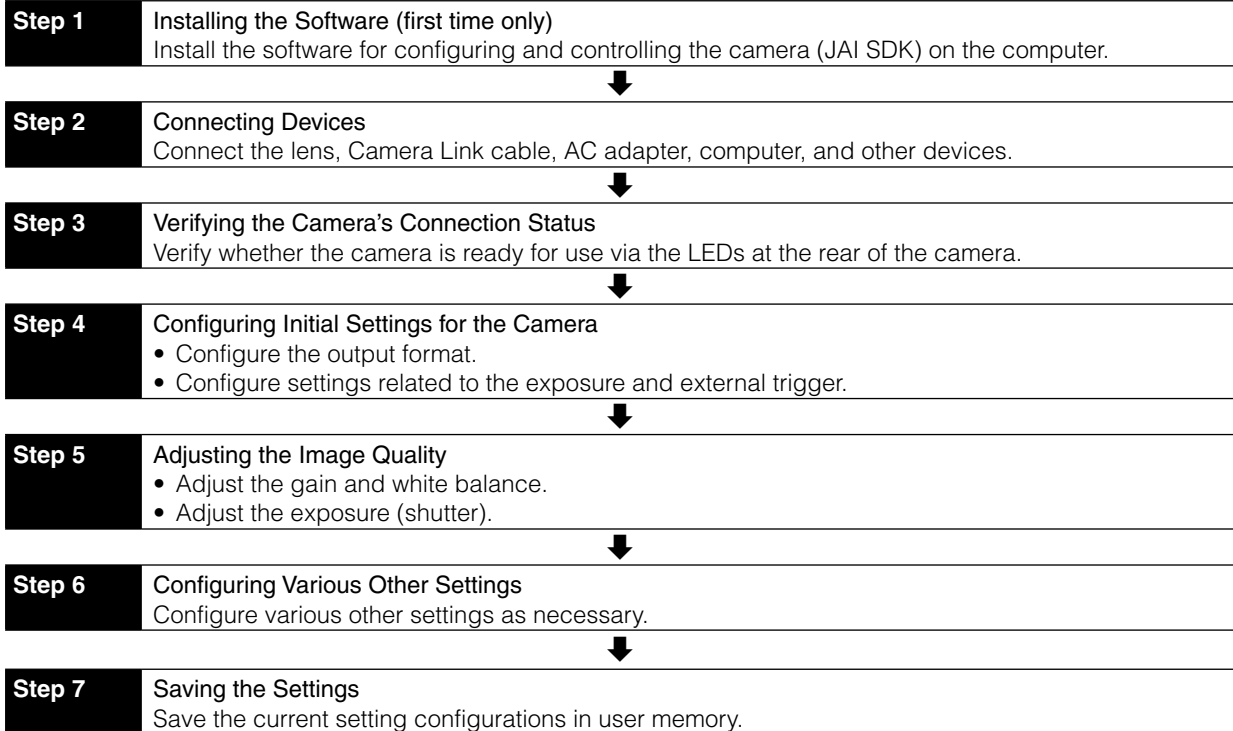 Step 1 Installing the Software (first time only)
Install the software for configuring and controlling the camera (JAI SDK) on the computer.
Step 2 Connecting Devices
Connect the lens, Camera Link cable, AC adapter, computer, and other devices.
Step 3 Verifying the Camera’s Connection Status
Verify whether the camera is ready for use via the LEDs at the rear of the camera.
Step 4 Configuring Initial Settings for the Camera
• Configure the output format.
• Configure settings related to the exposure and external trigger.
Step 5 Adjusting the Image Quality
• Adjust the gain and white balance.
• Adjust the exposure (shutter).
Step 6 Configuring Various Other Settings
Configure various other settings as necessary.
Step 7 Saving the Settings
Save the current setting configurations in user memory.